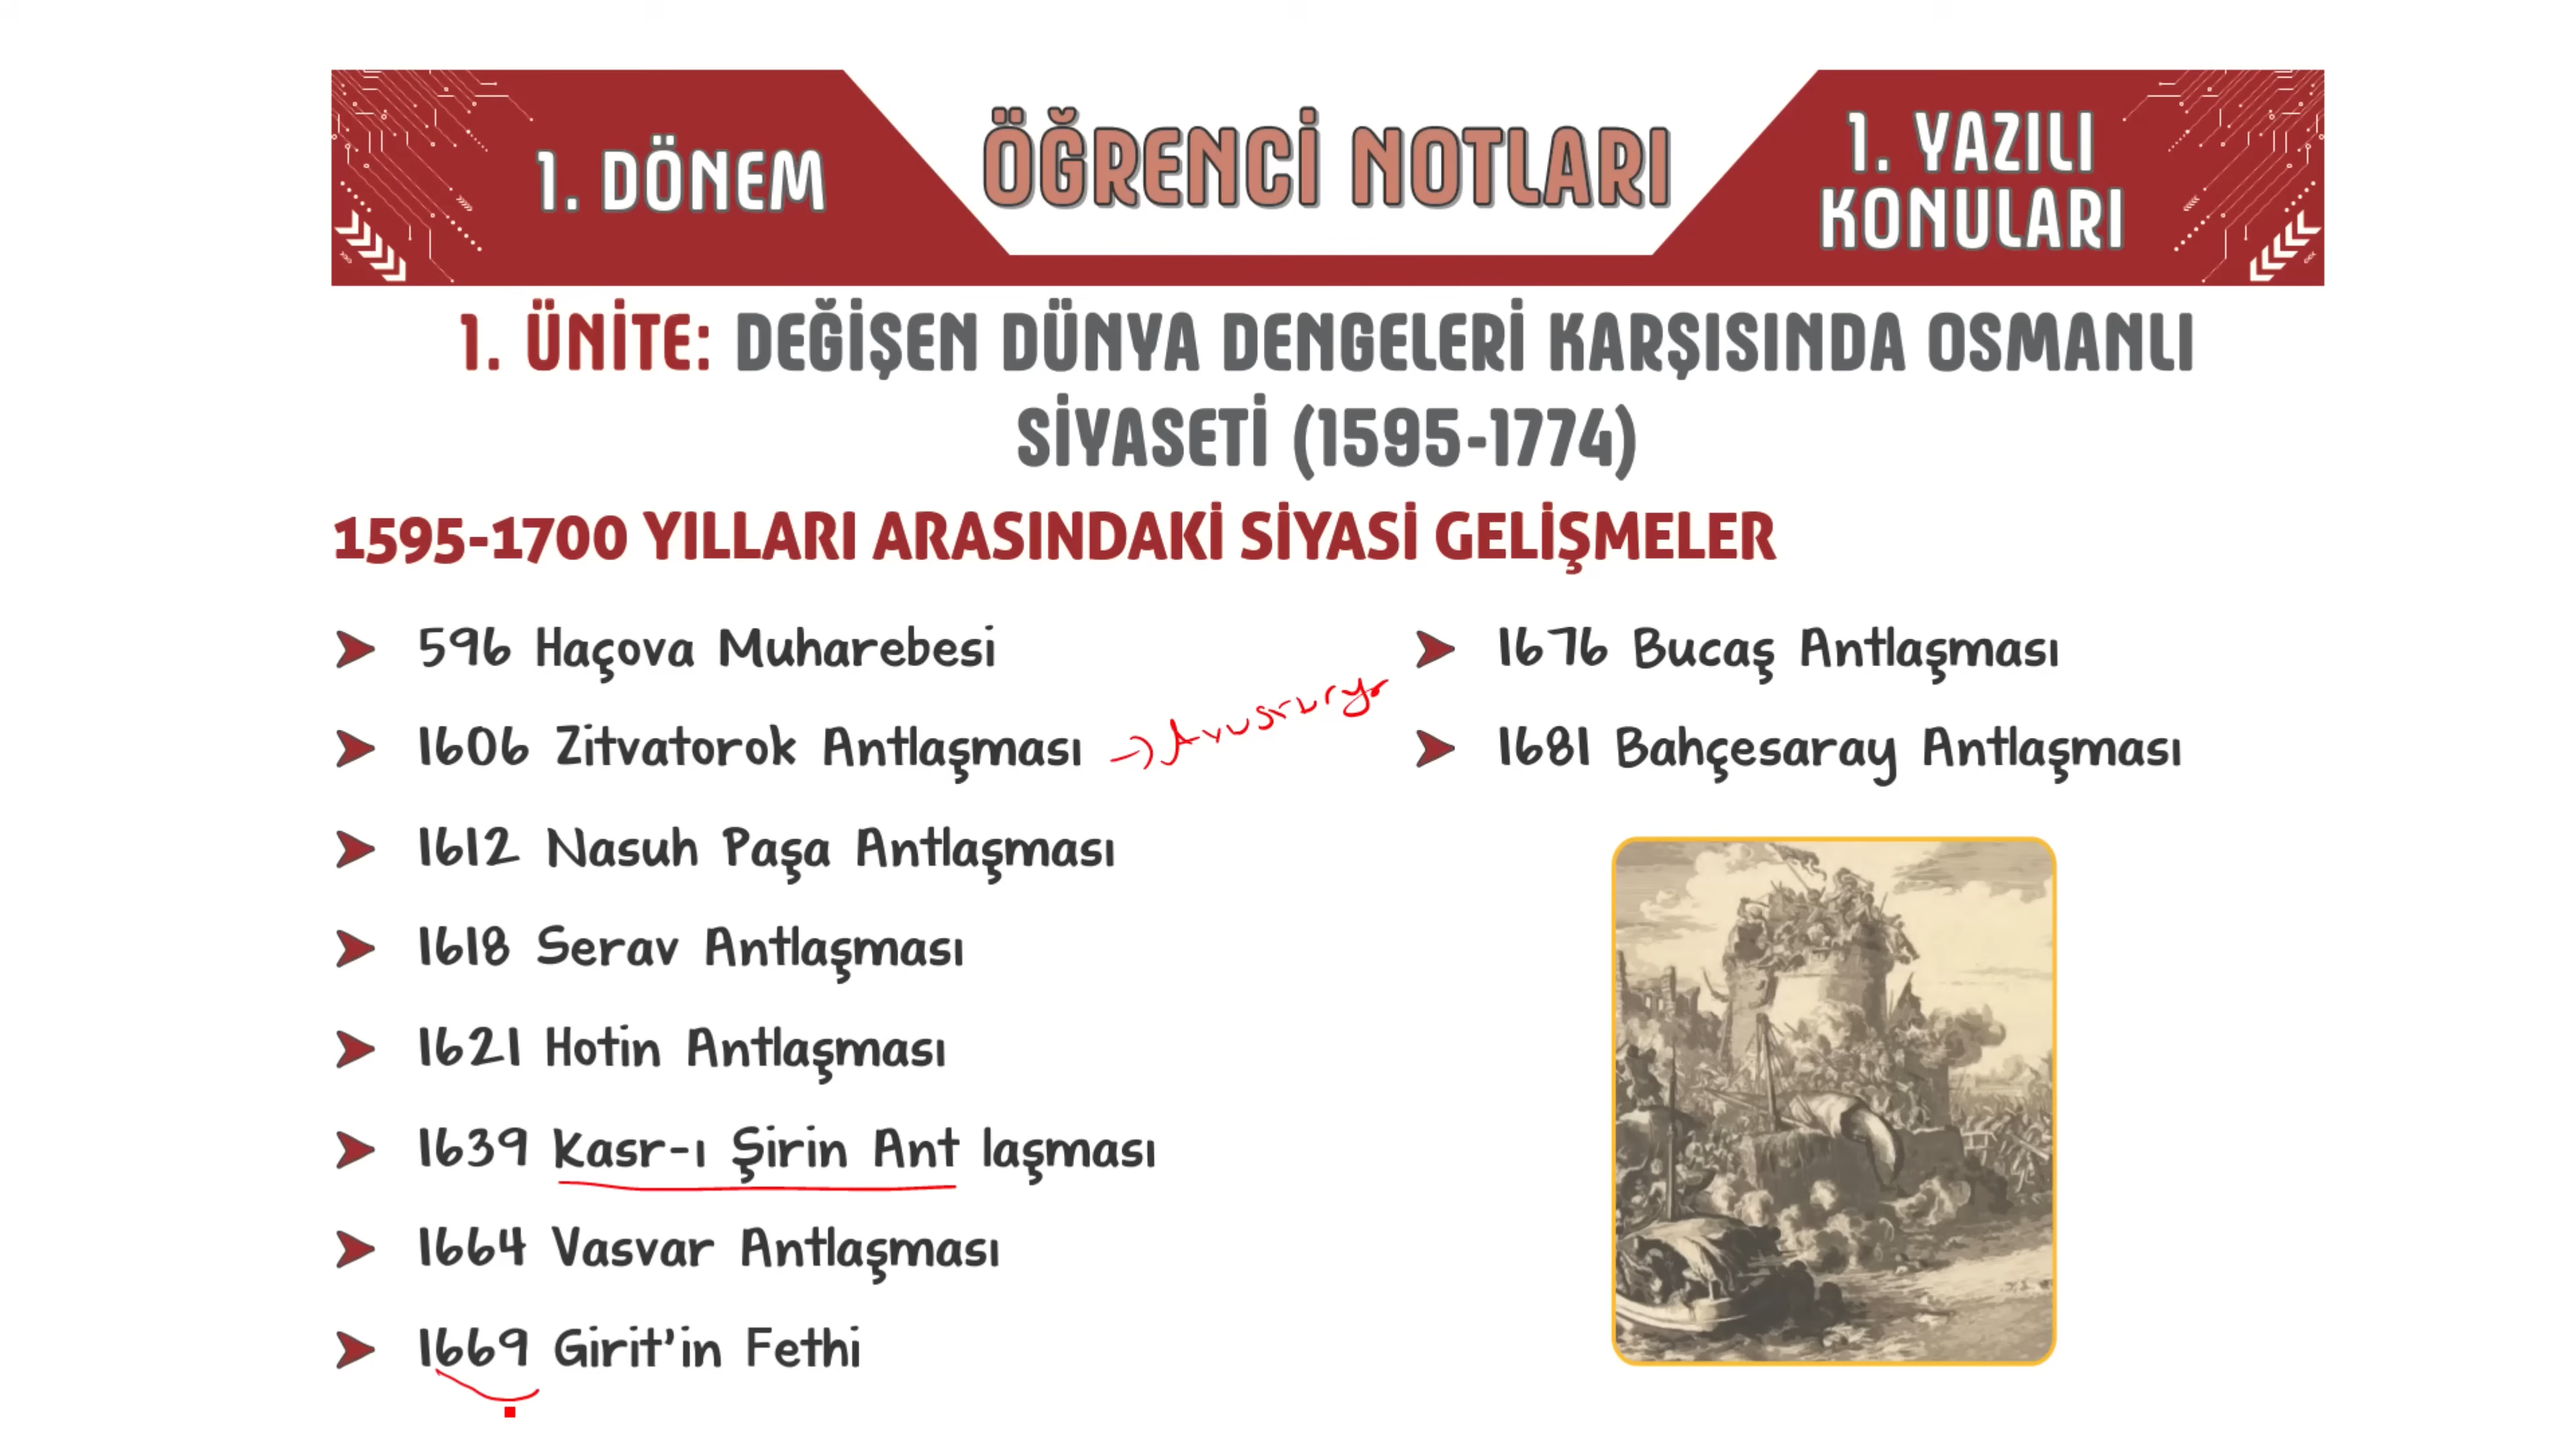 1. DÖNEM
ÖĞRENCİ NOTLARI
1. YAZILI
KONULARI
1. ÜNİTE: DEĞİŞEN DÜNYA DENGELERİ KARŞISINDA OSMANLI
SİYASETİ (1595-1774)
1595-1700 YILLARI ARASINDAKİ SİYASİ GELİŞMELER
596 Haçova Muharebesi
1606 Zitvatorok Antlaşması → Avusturya
1612 Nasuh Paşa Antlaşması
1618 Serav Antlaşması
1621 Hotin Antlaşması
1639 Kasr-ı Şirin Ant laşması
1664 Vasvar Antlaşması
1669 Girit'in Fethi
1676 Bucaş Antlaşması
1681 Bahçesaray Antlaşması